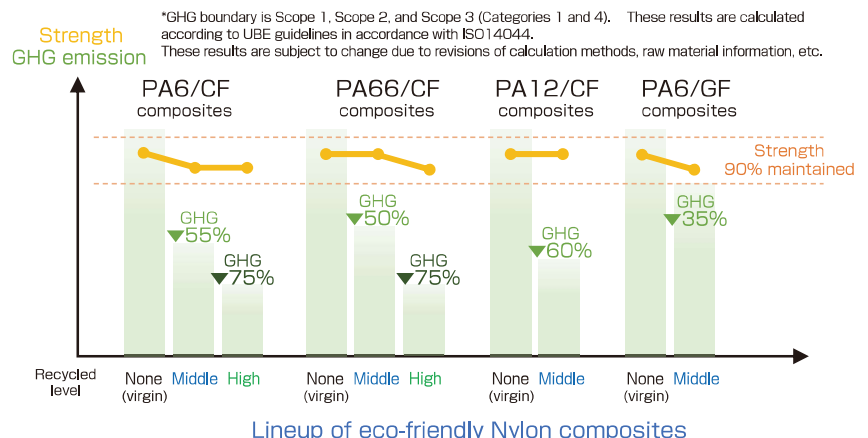 *GHG boundary is Scope 1, Scope 2, and Scope 3 (Categories 1 and 4). These results are calculated
according to UBE guidelines in accordance with ISO14044.
These results are subject to change due to revisions of calculation methods, raw material information, etc.
Strength
GHG emission
PA6/CF
composites
PA66/CF
composites
PA12/CF
composites
PA6/GF
composites
Strength
90% maintained
GHG
▼55%
GHG
▼75%
GHG
▼50%
GHG
▼75%
GHG
▼60%
GHG
▼35%
Recycled
level
None
(virgin)
Middle
High
None
(virgin)
Middle
High
None
(virgin)
Middle
None
(virgin)
Middle
Lineup of eco-friendly Nylon composites